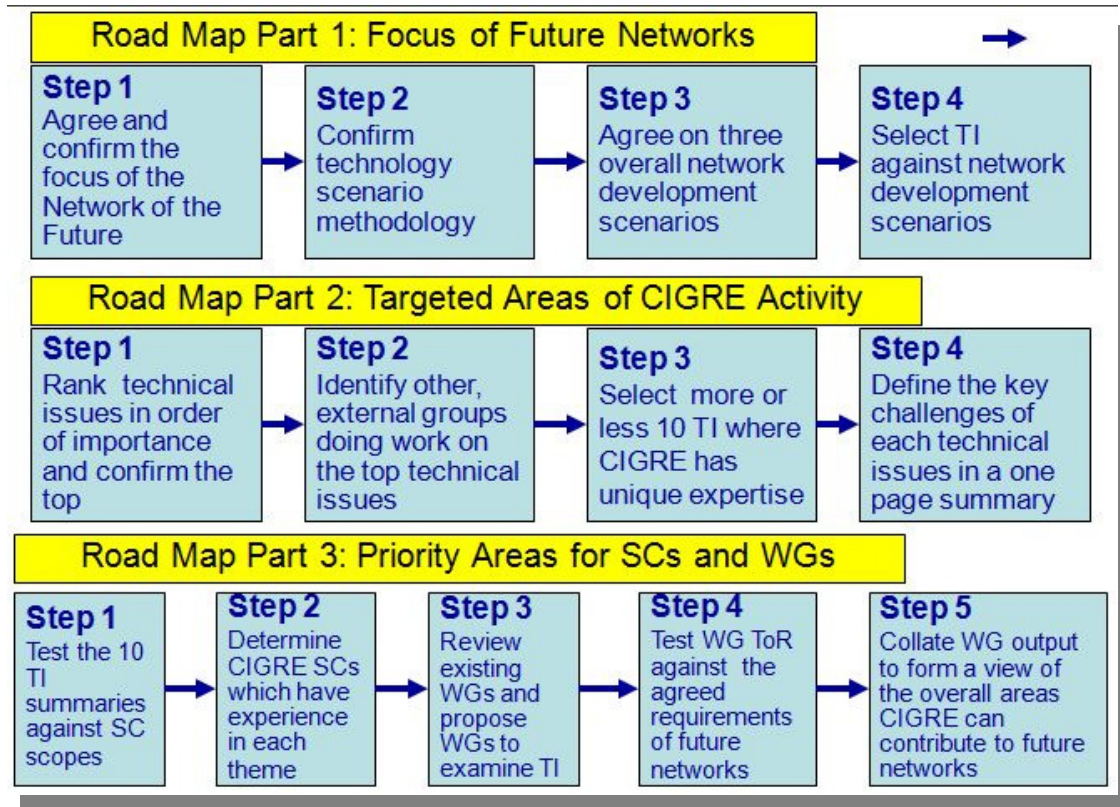 Road Map Part 1: Focus of Future Networks
Step 1
Agree and
confirm the
focus of the
Network of the
Future
Step 2
Confirm
technology
scenario
methodology
Step 3
Agree on three
overall network
development
scenarios
Step 4
Select TI
against network
development
scenarios
Road Map Part 2: Targeted Areas of CIGRE Activity
Step 1
Rank technical
issues in order
of importance
and confirm the
top
Step 2
Identify other,
external groups
doing work on
the top technical
issues
Step 3
Select more or
less 10 TI where
CIGRE has
unique expertise
Step 4
Define the key
challenges of
each technical
issues in a one
page summary
Road Map Part 3: Priority Areas for SCs and WGs
Step 1
Test the 10
TI
summaries
against SC
scopes
Step 2
Determine
CIGRE SCs
which have
experience
in each
theme
Step 3
Review
existing
WGs and
propose
WGs to
examine TI
Step 4
Test WG ToR
against the
agreed
requirements
of future
networks
Step 5
Collate WG output
to form a view of
the overall areas
CIGRE can
contribute to future
networks